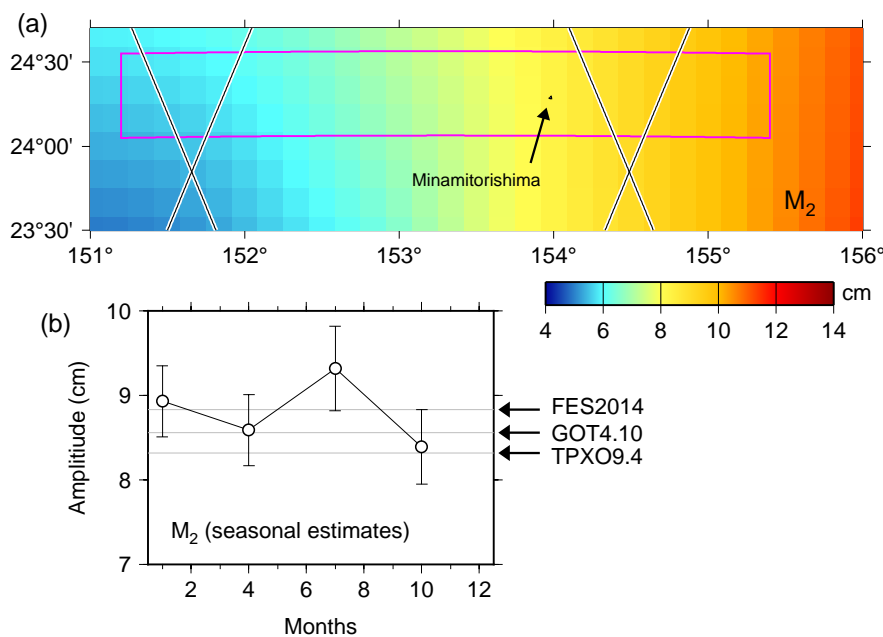 (a)
24°30'
24°00'
23°30'
Minamitorishima
M2
151° 152° 153° 154° 155° 156°
cm
4 6 8 10 12 14
(b)
10
9
8
7
Amplitiude (cm)
FES2014
GOT4.10
TPXO9.4
M2 (seasonal estimates)
2 4 6 8 10 12
Months